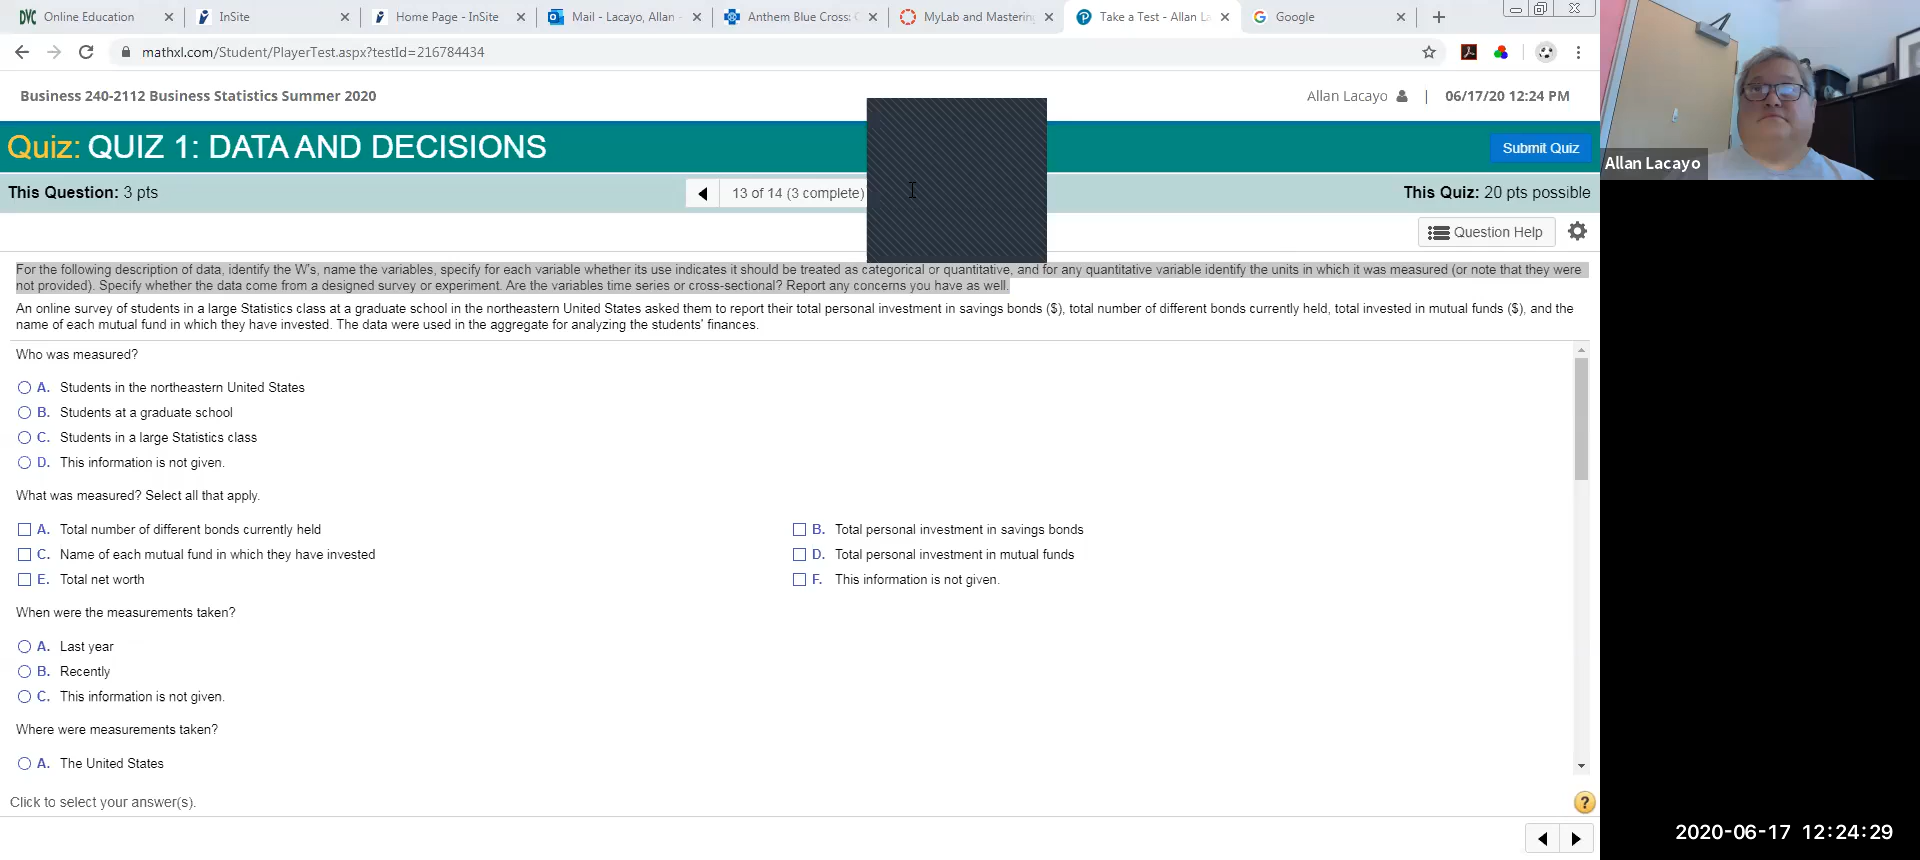 Online Education
InSite
Home Page - InSite
Mail - Lacayo, Allan -
Anthem Blue Cross:
MyLab and Mastering
Take a Test - Allan La
Google
mathxl.com/Student/PlayerTest.aspx?testId=216784434
Business 240-2112 Business Statistics Summer 2020
Allan Lacayo | 06/17/20 12:24 PM
Quiz: QUIZ 1: DATA AND DECISIONS
Submit Quiz
This Question: 3 pts
13 of 14 (3 complete)
This Quiz: 20 pts possible
Question Help
For the following description of data, identify the W's, name the variables, specify for each variable whether its use indicates it should be treated as categorical or quantitative, and for any quantitative variable identify the units in which it was measured (or note that they were
not provided). Specify whether the data come from a designed survey or experiment. Are the variables time series or cross-sectional? Report any concerns you have as well.
An online survey of students in a large Statistics class at a graduate school in the northeastern United States asked them to report their total personal investment in savings bonds ($), total number of different bonds currently held, total invested in mutual funds ($), and the
name of each mutual fund in which they have invested. The data were used in the aggregate for analyzing the students' finances.
Who was measured?
A. Students in the northeastern United States
B. Students at a graduate school
C. Students in a large Statistics class
D. This information is not given.
What was measured? Select all that apply.
A. Total number of different bonds currently held
B. Total personal investment in savings bonds
C. Name of each mutual fund in which they have invested
D. Total personal investment in mutual funds
E. Total net worth
F. This information is not given.
When were the measurements taken?
A. Last year
B. Recently
C. This information is not given.
Where were measurements taken?
A. The United States
Click to select your answer(s).
?
Allan Lacayo
2020-06-17 12:24:29